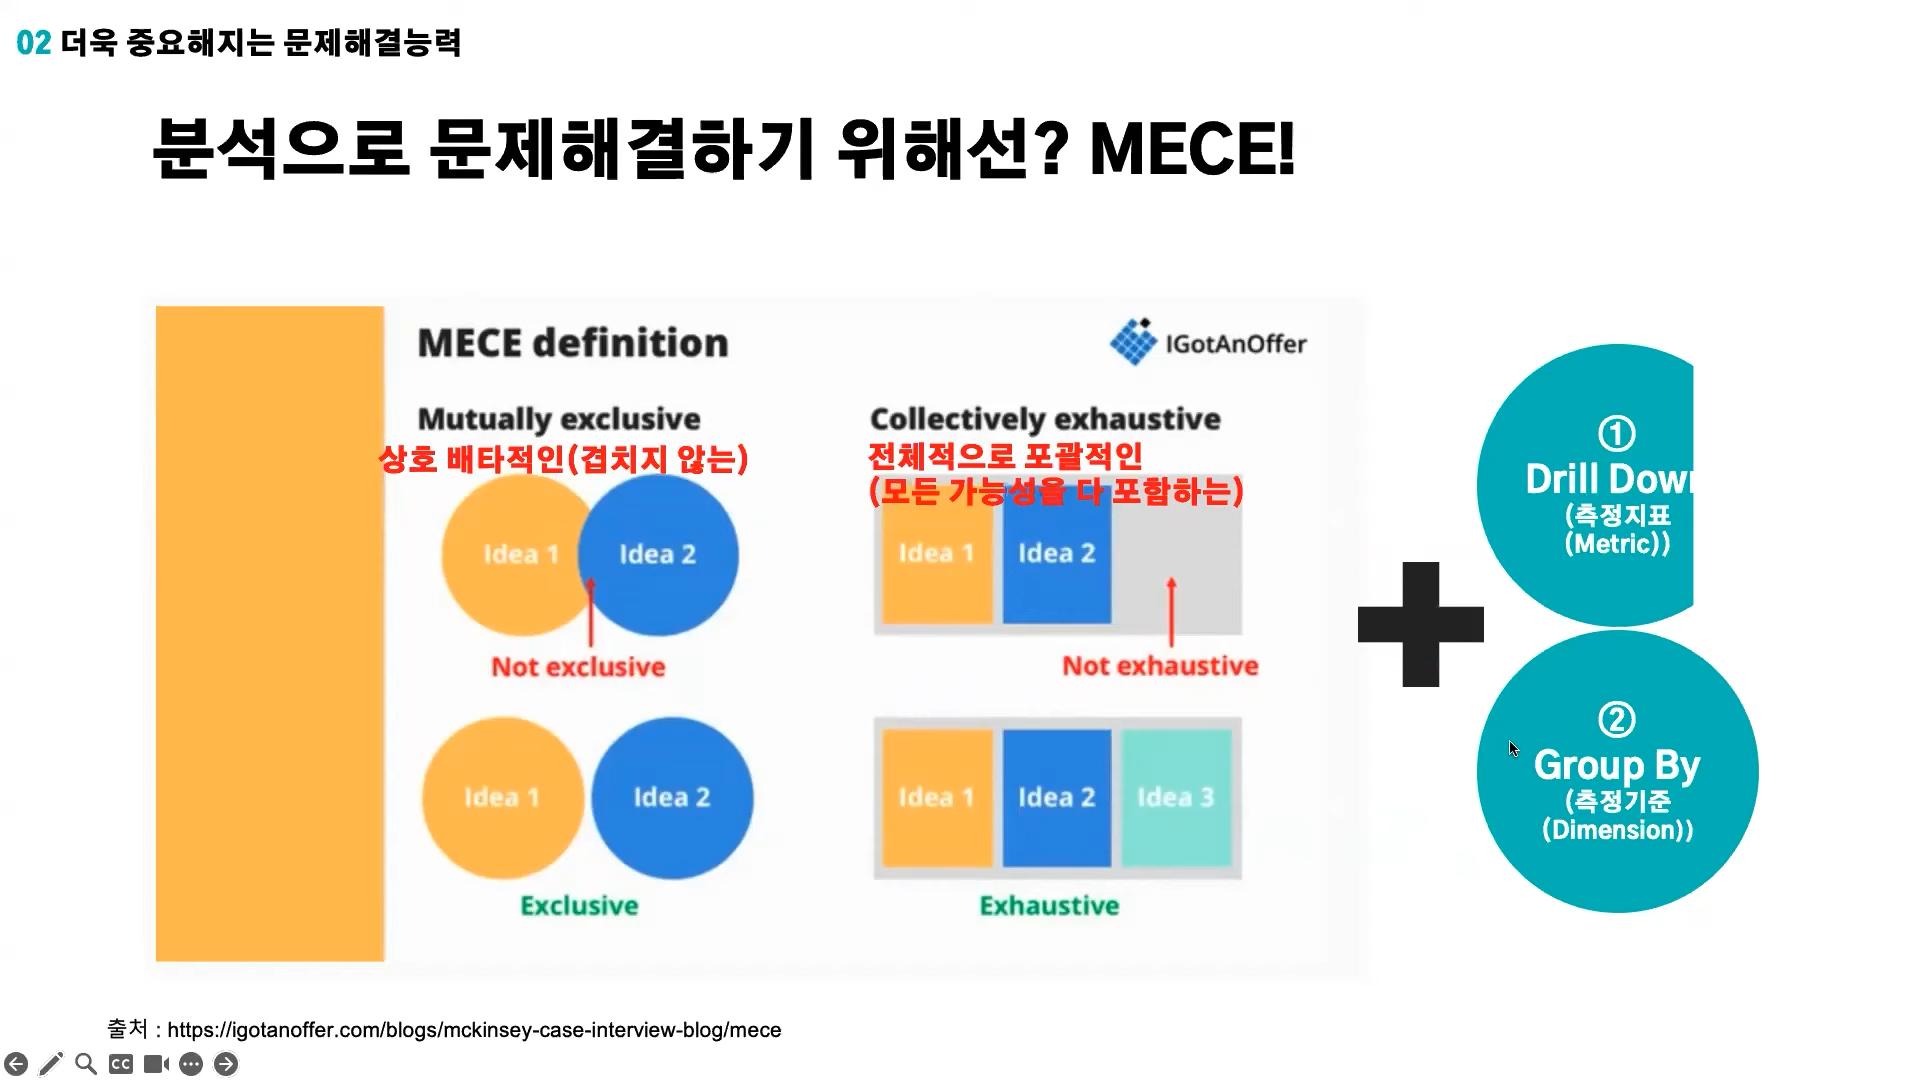 02 더욱 중요해지는 문제해결능력
분석으로 문제해결하기 위해선? MECE!
MECE definition
IGotAnOffer
Mutually exclusive
상호 배타적인(겹치지 않는)
Idea 1
Idea 2
Not exclusive
Idea 1
Idea 2
Exclusive
Collectively exhaustive
전체적으로 포괄적인
(모든 가능성을 다 포함하는)
Idea 1
Idea 2
Not exhaustive
Idea 1
Idea 2
Idea 3
Exhaustive
①
Drill Down
(측정지표
(Metric))
②
Group By
(측정기준
(Dimension))
출처 : https://igotanoffer.com/blogs/mckinsey-case-interview-blog/mece
CC